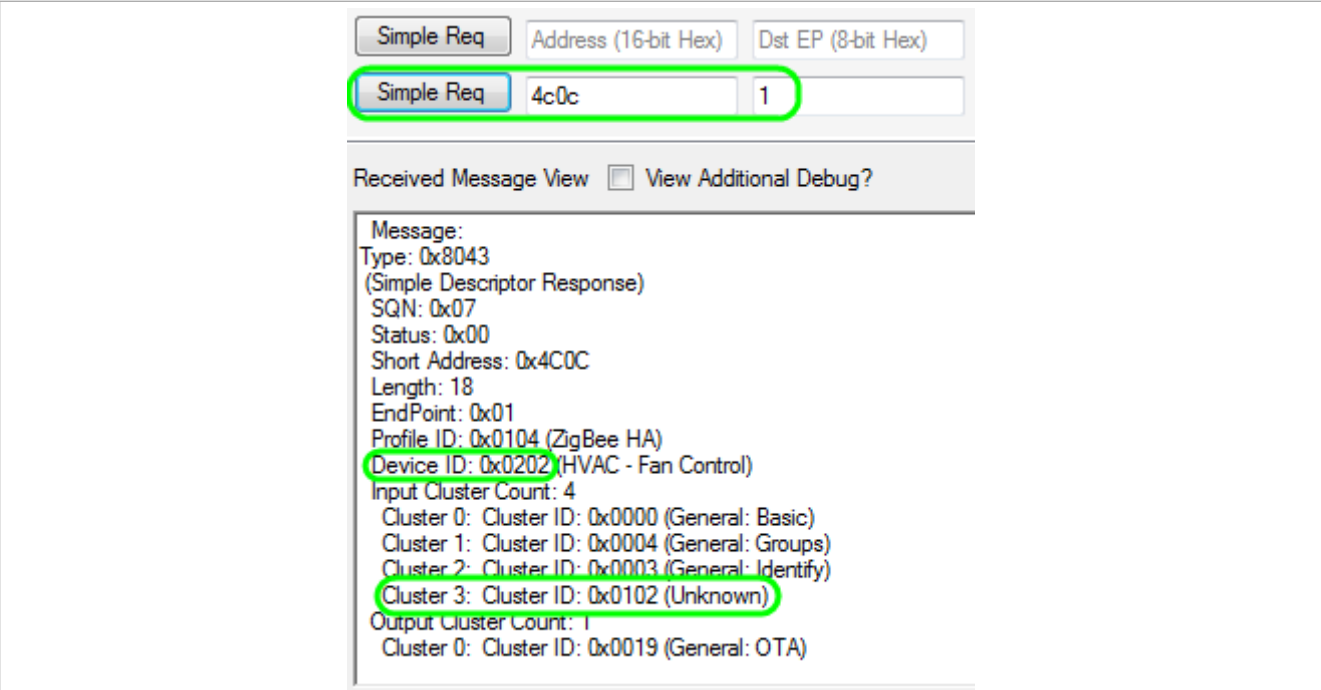 Simple Req Address (16-bit Hex) Dst EP (8-bit Hex)
Simple Req 4c0c 1
Received Message View View Additional Debug?
Message:
Type: 0x8043
(Simple Descriptor Response)
SQN: 0x07
Status: 0x00
Short Address: 0x4C0C
Length: 18
EndPoint: 0x01
Profile ID: 0x0104 (ZigBee HA)
Device ID: 0x0202 (HVAC - Fan Control)
Input Cluster Count: 4
Cluster 0: Cluster ID: 0x0000 (General: Basic)
Cluster 1: Cluster ID: 0x0004 (General: Groups)
Cluster 2: Cluster ID: 0x0003 (General: Identify)
Cluster 3: Cluster ID: 0x0102 (Unknown)
Output Cluster Count: 1
Cluster 0: Cluster ID: 0x0019 (General: OTA)